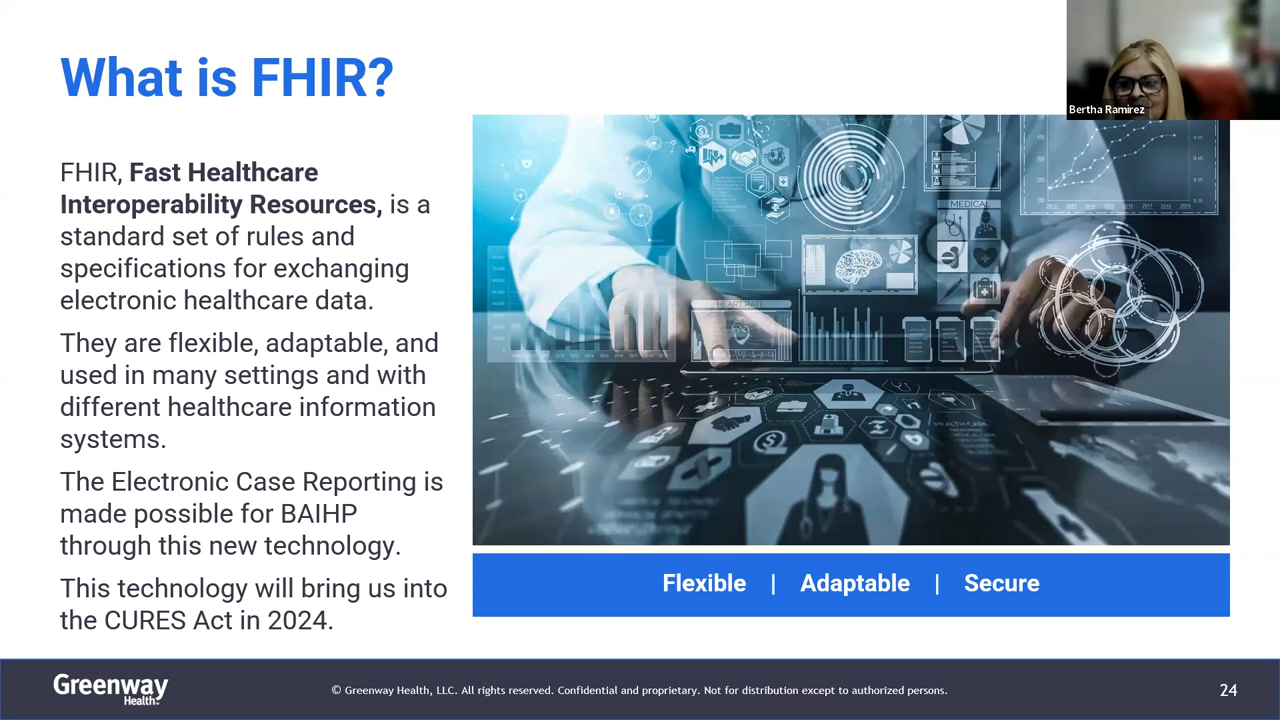 What is FHIR?
Bertha Ramirez
FHIR, Fast Healthcare
Interoperability Resources, is a
standard set of rules and
specifications for exchanging
electronic healthcare data.
They are flexible, adaptable, and
used in many settings and with
different healthcare information
systems.
The Electronic Case Reporting is
made possible for BAIHP
through this new technology.
This technology will bring us into
the CURES Act in 2024.
MEDICAL
HEART RATE
Flexible | Adaptable | Secure
Greenway
Health
© Greenway Health, LLC. All rights reserved. Confidential and proprietary. Not for distribution except to authorized persons.
24